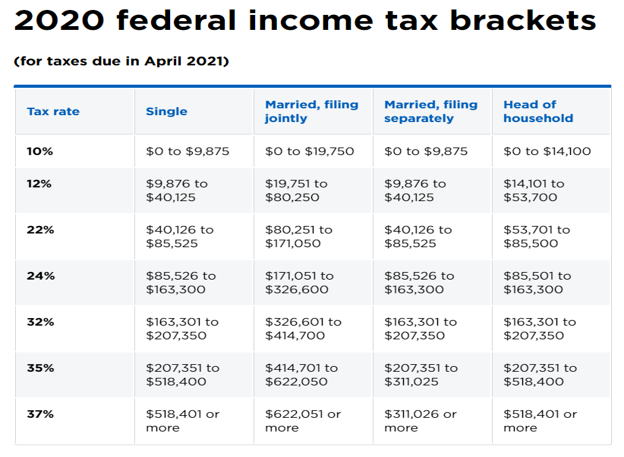 2020 federal income tax brackets
(for taxes due in April 2021)
Tax rate Single Married, filing jointly Married, filing separately Head of household
10% $0 to $9,875 $0 to $19,750 $0 to $9,875 $0 to $14,100
12% $9,876 to $40,125 $19,751 to $80,250 $9,876 to $40,125 $14,101 to $53,700
22% $40,126 to $85,525 $80,251 to $171,050 $40,126 to $85,525 $53,701 to $85,500
24% $85,526 to $163,300 $171,051 to $326,600 $85,526 to $163,300 $85,501 to $163,300
32% $163,301 to $207,350 $326,601 to $414,700 $163,301 to $207,350 $163,301 to $207,350
35% $207,351 to $518,400 $414,701 to $622,050 $207,351 to $311,025 $207,351 to $518,400
37% $518,401 or more $622,051 or more $311,026 or more $518,401 or more